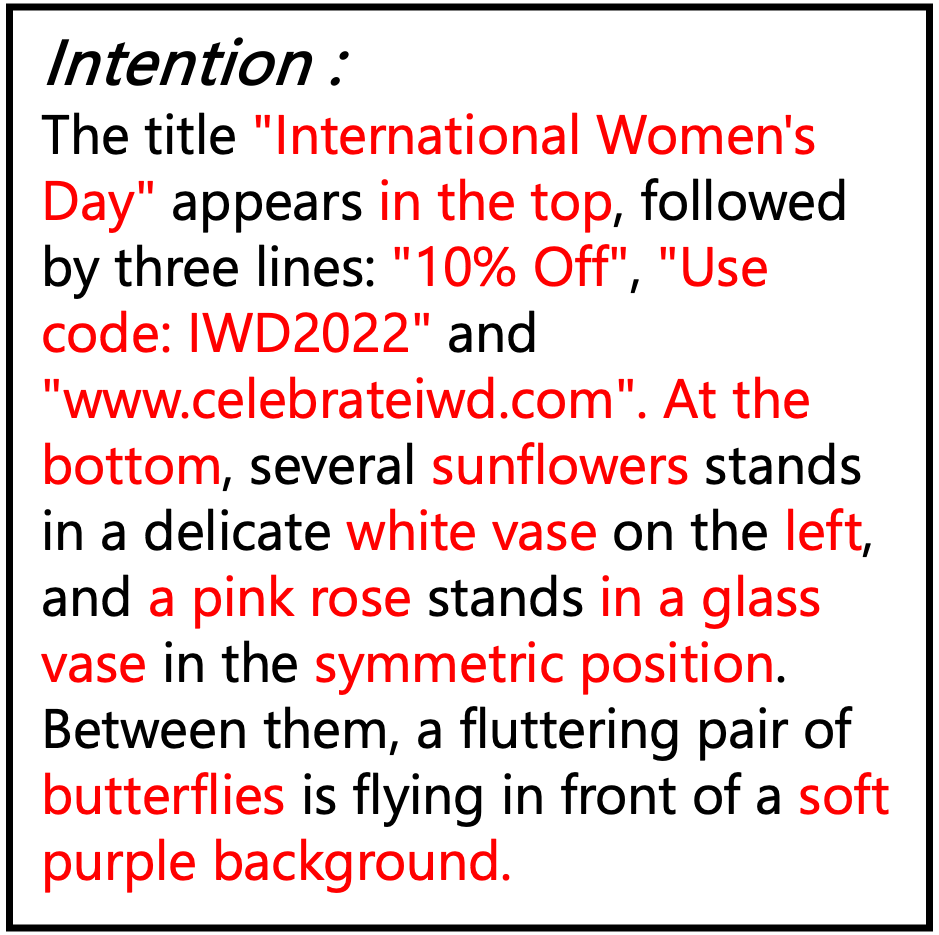 Intention :
The title "International Women's
Day" appears in the top, followed
by three lines: "10% Off", "Use
code: IWD2022" and
"www.celebrateiwd.com". At the
bottom, several sunflowers stands
in a delicate white vase on the left,
and a pink rose stands in a glass
vase in the symmetric position.
Between them, a fluttering pair of
butterflies is flying in front of a soft
purple background.